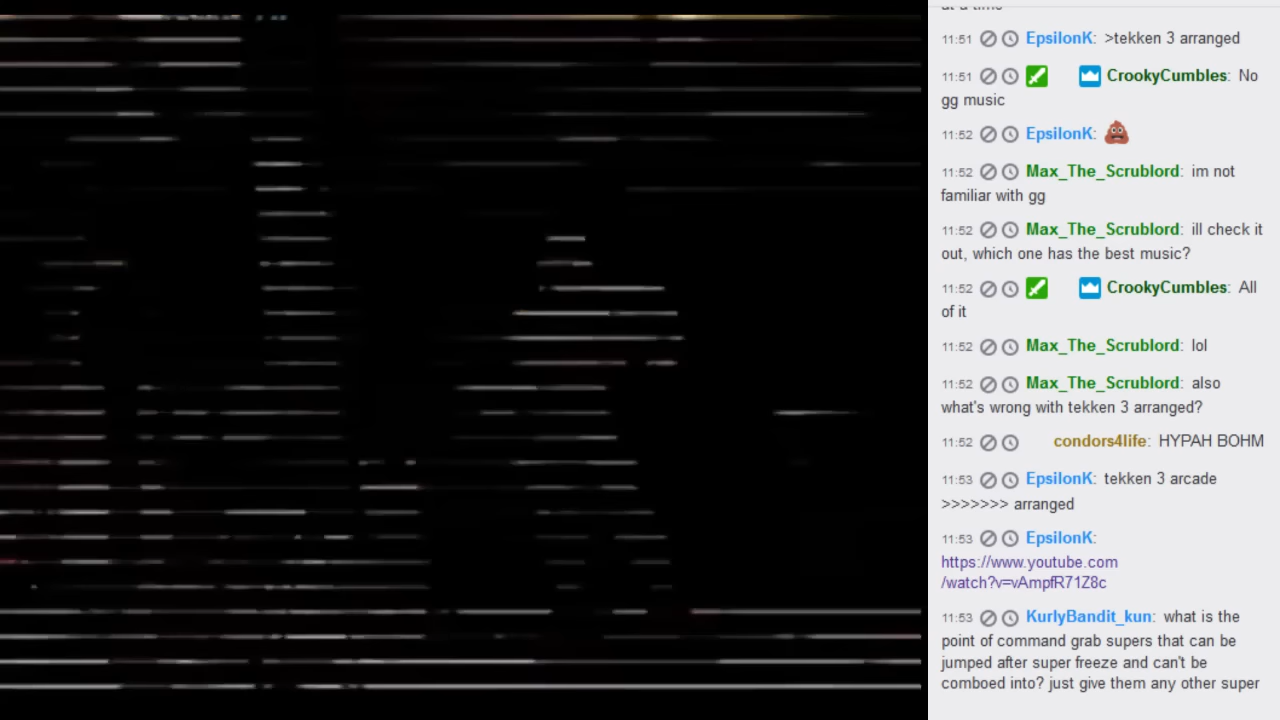 11:51 EpsilonK: >tekken 3 arranged
11:51 CrookyCumbles: No
gg music
11:52 EpsilonK:
11:52 Max_The_Scrublord: im not
familiar with gg
11:52 Max_The_Scrublord: ill check it
out, which one has the best music?
11:52 CrookyCumbles: All
of it
11:52 Max_The_Scrublord: lol
11:52 Max_The_Scrublord: also
what's wrong with tekken 3 arranged?
11:52 condors4life: HYPAH BOHM
11:53 EpsilonK: tekken 3 arcade
>>>>>>> arranged
11:53 EpsilonK:
https://www.youtube.com
/watch?v=vAmpfR71Z8c
11:53 KurlyBandit_kun: what is the
point of command grab supers that can be
jumped after super freeze and can't be
comboed into? just give them any other super